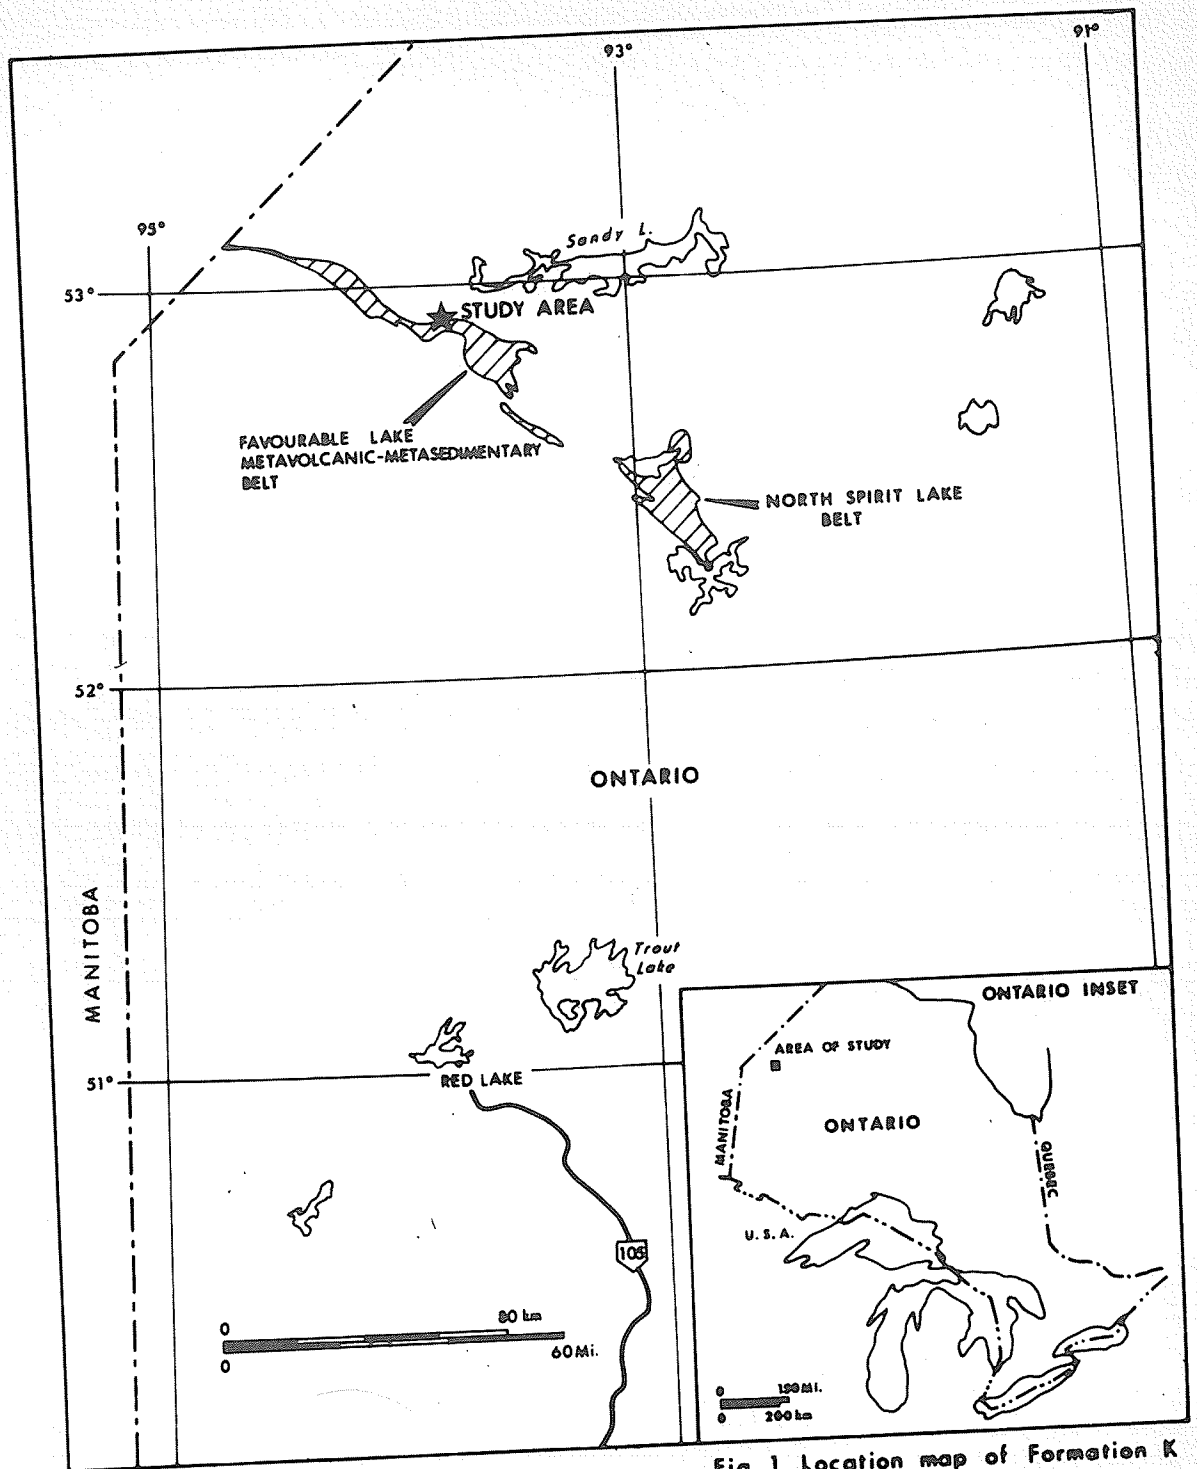 93°
91°
95°
Sandy L.
53°
STUDY AREA
FAVOURABLE LAKE
METAVOLCANIC-METASEDIMENTARY
BELT
NORTH SPIRIT LAKE
BELT
52°
ONTARIO
MANITOBA
Trout
Lake
RED LAKE
51°
105
0
80 km
60 Mi.
0
ONTARIO INSET
AREA OF STUDY
MANITOBA
ONTARIO
QUEBEC
U.S.A.
0
150 Mi.
0
200 km
Fig. 1 Location map of Formation K